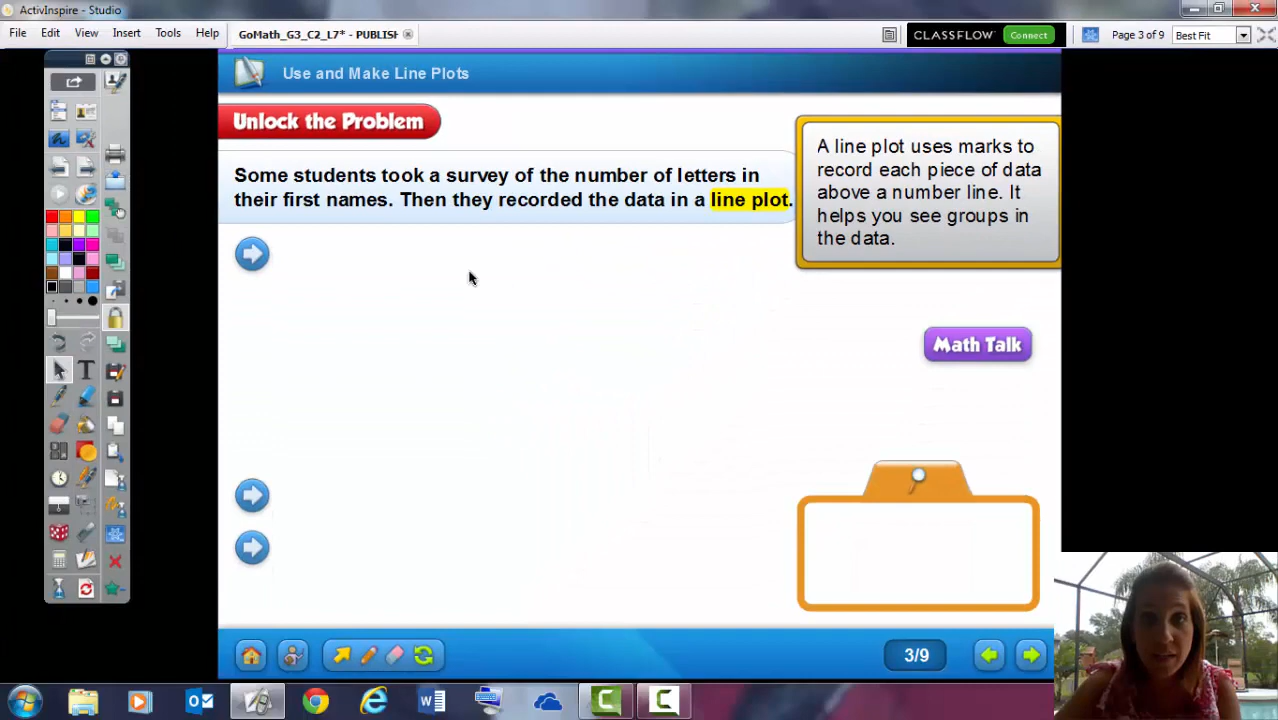 ActivInspire - Studio
File Edit View Insert Tools Help
GoMath_G3_C2_L7* - PUBLISH
CLASSFLOW Connect
Page 3 of 9
Best Fit
Use and Make Line Plots
Unlock the Problem
Some students took a survey of the number of letters in
their first names. Then they recorded the data in a line plot.
A line plot uses marks to
record each piece of data
above a number line. It
helps you see groups in
the data.
Math Talk
T
3/9